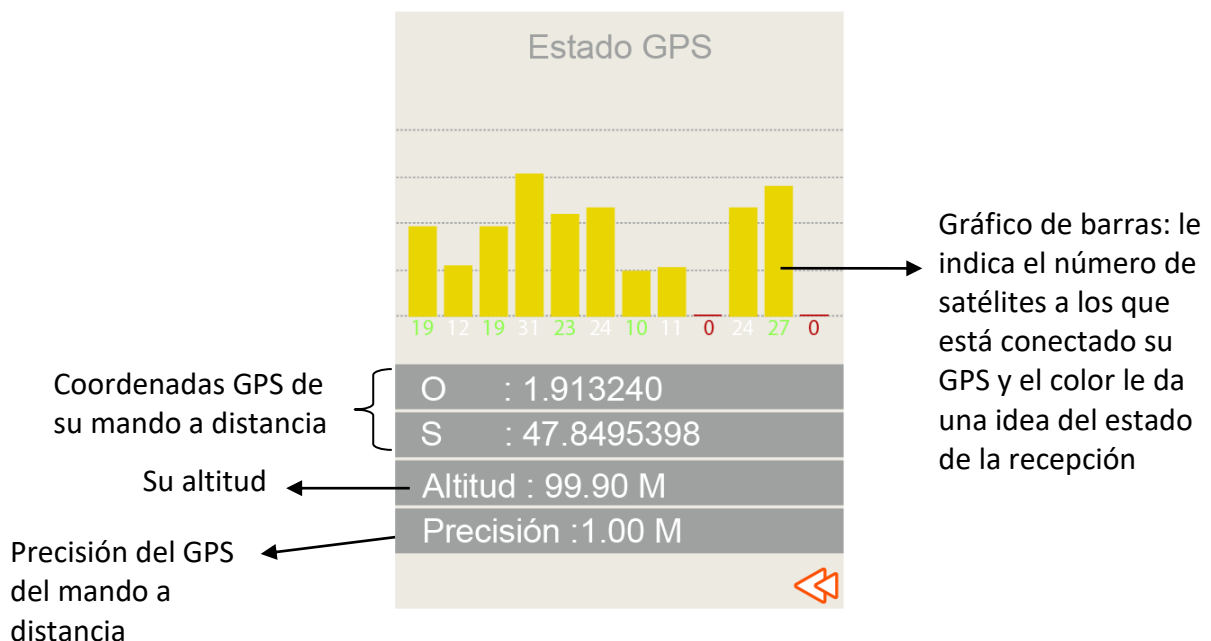 Estado GPS
19 12 19 31 23 24 10 11 0 24 27 0
Gráfico de barras: le
indica el número de
satélites a los que
está conectado su
GPS y el color le da
una idea del estado
de la recepción
Coordenadas GPS de
su mando a distancia
O : 1.913240
S : 47.8495398
Su altitud
Altitud : 99.90 M
Precisión del GPS
del mando a
distancia
Precisión :1.00 M